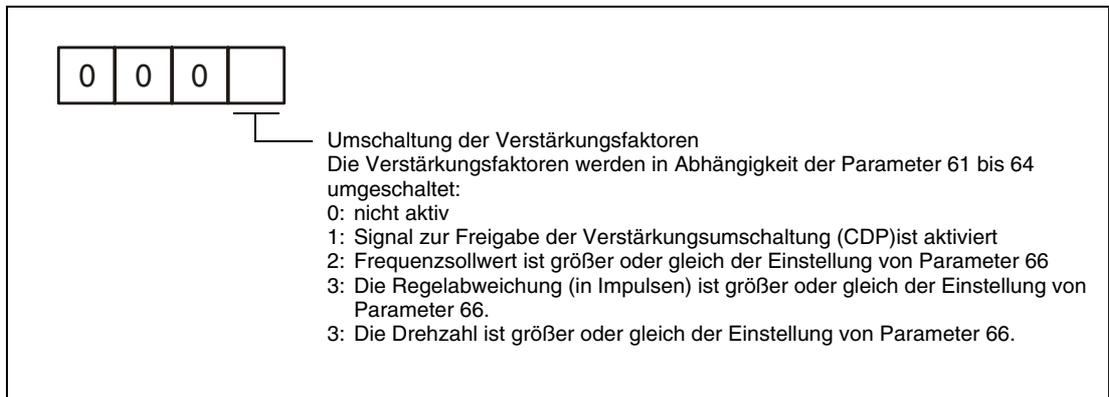 0 0 0
Umschaltung der Verstärkungsfaktoren
Die Verstärkungsfaktoren werden in Abhängigkeit der Parameter 61 bis 64
umgeschaltet:
0: nicht aktiv
1: Signal zur Freigabe der Verstärkungsumschaltung (CDP)ist aktiviert
2: Frequenzsollwert ist größer oder gleich der Einstellung von Parameter 66
3: Die Regelabweichung (in Impulsen) ist größer oder gleich der Einstellung von
Parameter 66.
3: Die Drehzahl ist größer oder gleich der Einstellung von Parameter 66.